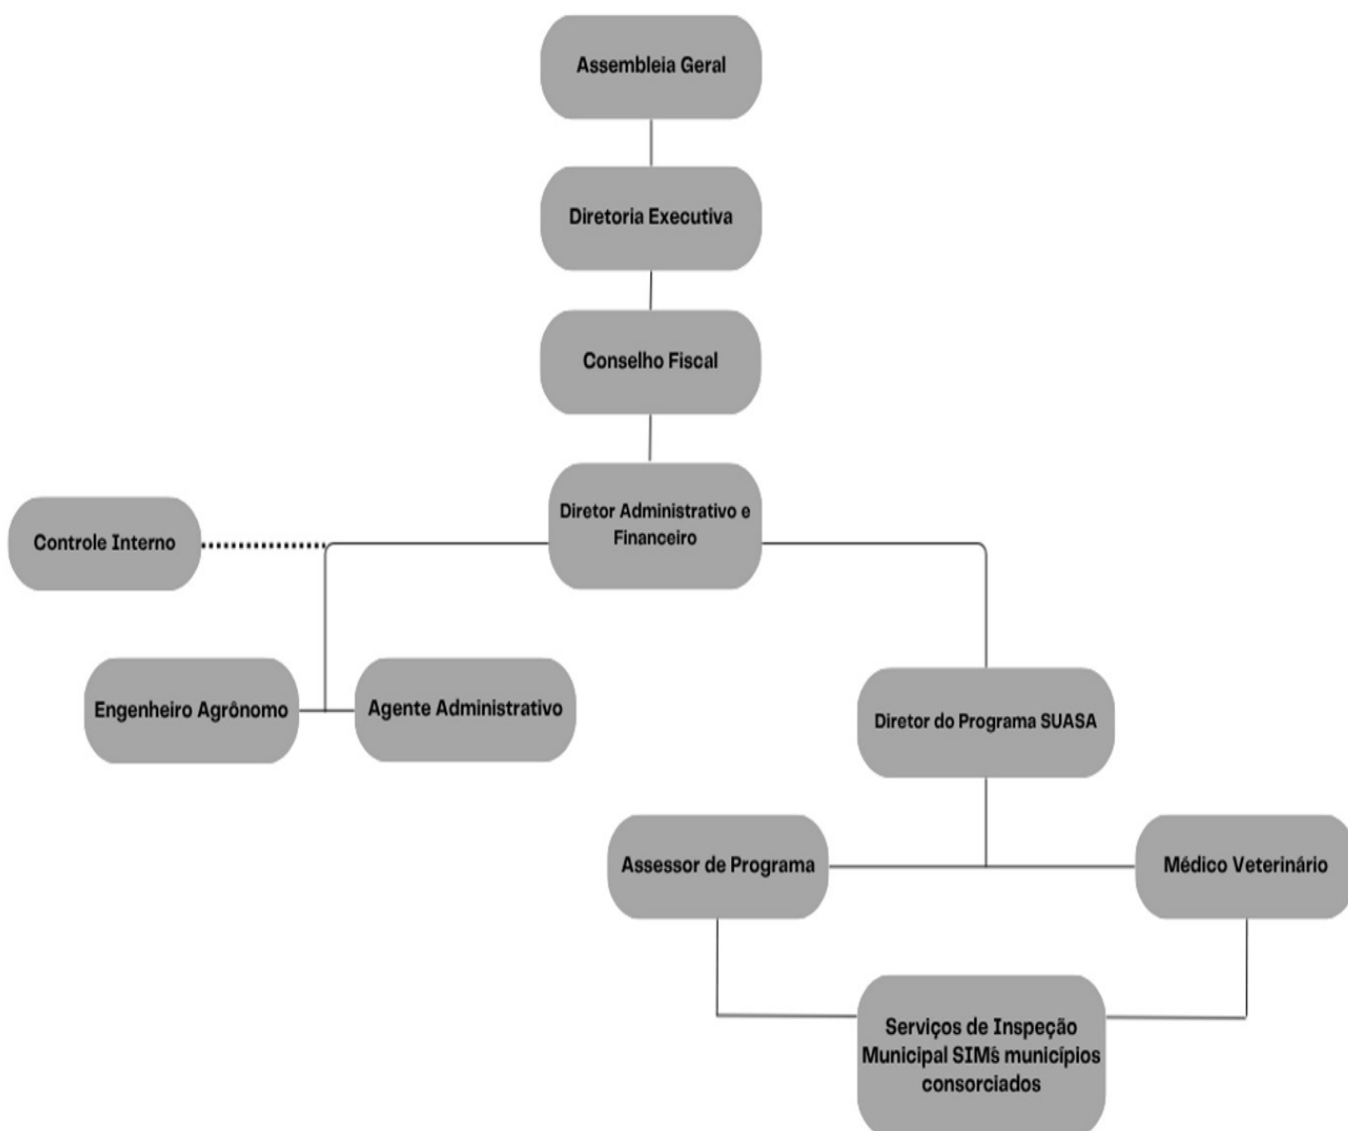 Assembleia Geral
Diretoria Executiva
Conselho Fiscal
Diretor Administrativo e
Financeiro
Controle Interno
Engenheiro Agrônomo
Agente Administrativo
Diretor do Programa SUASA
Assessor de Programa
Médico Veterinário
Serviços de Inspeção
Municipal SIM´s municípios
consorciados